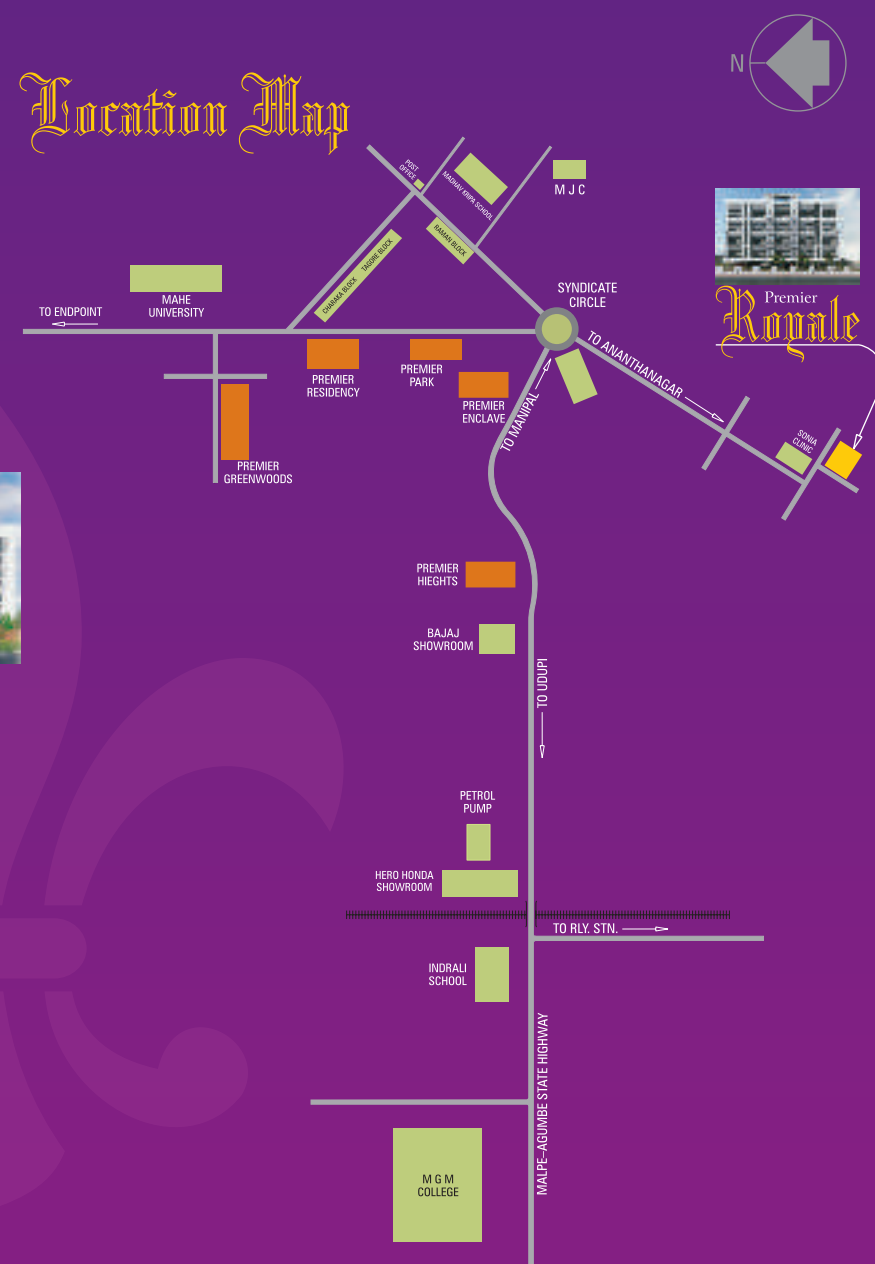 N
Location Map
POST
OFFICE
MADHAV KRIPA SCHOOL
M J C
RAMAN BLOCK
CHARAKA BLOCK TAGORE BLOCK
Premier
Royale
MAHE
UNIVERSITY
SYNDICATE
CIRCLE
TO ENDPOINT
TO ANANTHANAGAR
PREMIER
RESIDENCY
PREMIER
PARK
PREMIER
ENCLAVE
TO MANIPAL
SONIA
CLINIC
PREMIER
GREENWOODS
PREMIER
HIEGHTS
BAJAJ
SHOWROOM
TO UDUPI
PETROL
PUMP
HERO HONDA
SHOWROOM
TO RLY. STN.
INDRALI
SCHOOL
MALPE–AGUMBE STATE HIGHWAY
M G M
COLLEGE